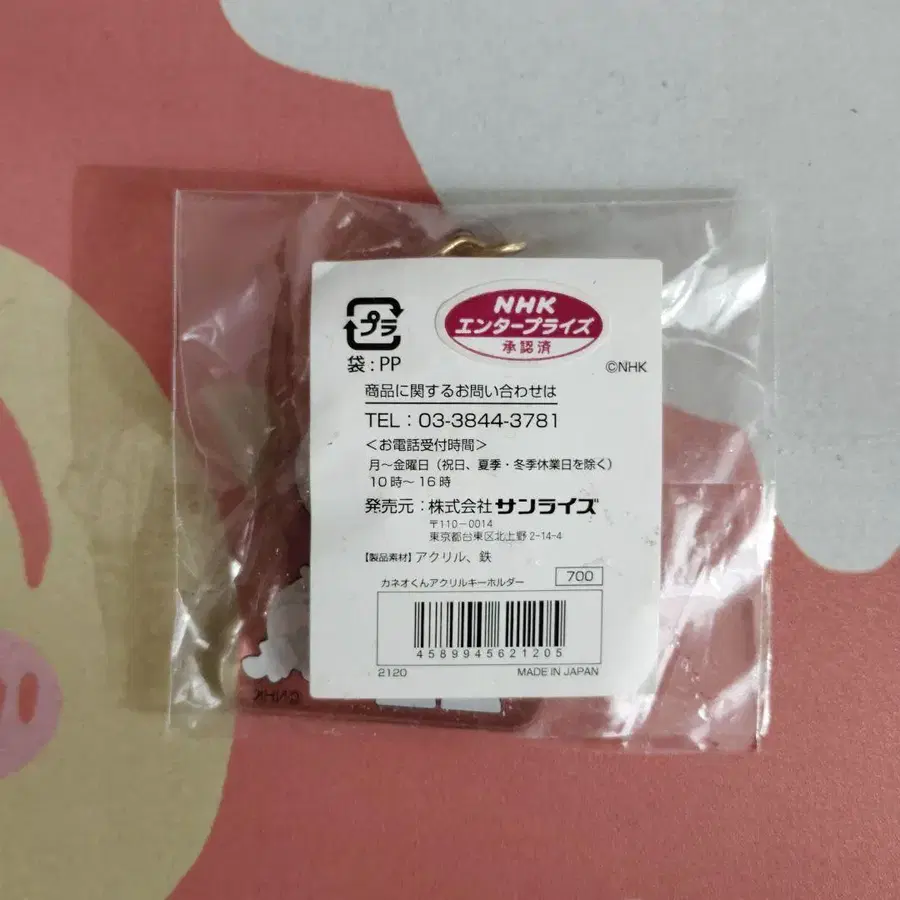 プラ
袋:PP
NHK
エンタープライズ
承認済
©NHK
商品に関するお問い合わせは
TEL:03-3844-3781
<お電話受付時間>
月~金曜日(祝日、夏季・冬季休業日を除く)
10時~16時
発売元:株式会社サンライズ
〒110-0014
東京都台東区北上野2-14-4
【製品素材】アクリル、鉄
カネオくんアクリルキーホルダー
700
4589945621205
2120
MADE IN JAPAN
©NHK